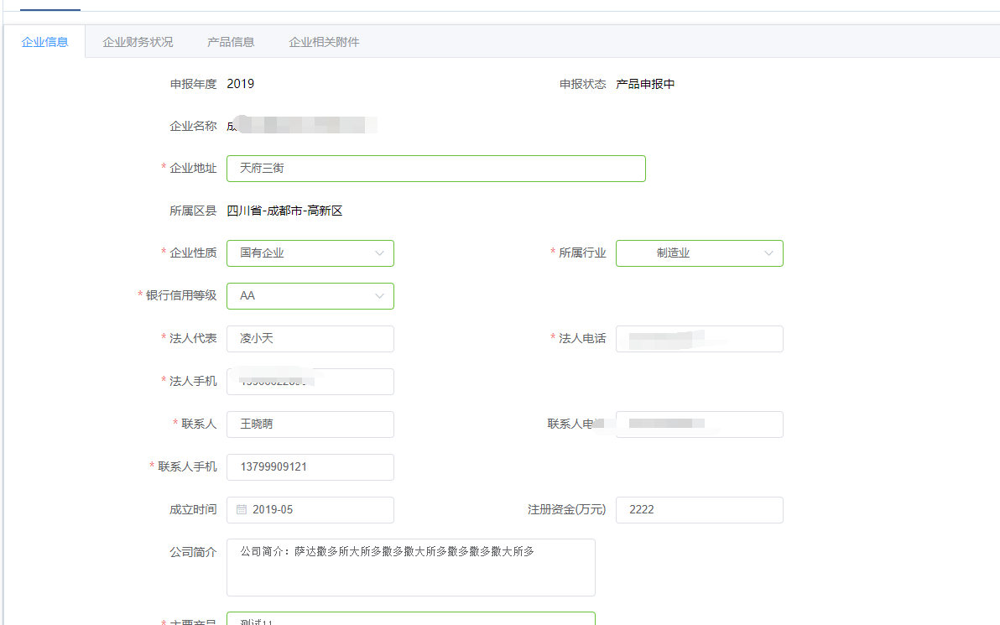 企业信息 企业财务状况 产品信息 企业相关附件
申报年度 2019 申报状态 产品申报中
企业名称 成
* 企业地址 天府三街
所属区县 四川省-成都市-高新区
* 企业性质 国有企业 * 所属行业 制造业
* 银行信用等级 AA
* 法人代表 凌小天 * 法人电话
* 法人手机
* 联系人 王晓萌 联系人电
* 联系人手机 13799909121
成立时间 2019-05 注册资金(万元) 2222
公司简介 公司简介：萨达撒多所大所多撒多撒大所多撒多撒多撒大所多
* 主要产品 测试11